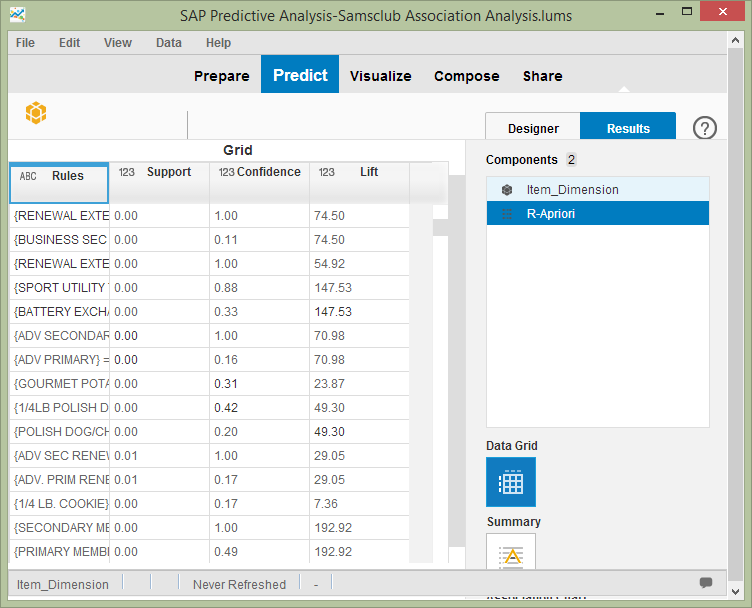 SAP Predictive Analysis-Samsclub Association Analysis.lums
File Edit View Data Help
Prepare Predict Visualize Compose Share
Designer Results ?
Grid
Components 2
ABC Rules 123 Support 123 Confidence 123 Lift
Item_Dimension
R-Apriori
{RENEWAL EXTE 0.00 1.00 74.50
{BUSINESS SEC 0.00 0.11 74.50
{RENEWAL EXTE 0.00 1.00 54.92
{SPORT UTILITY 0.00 0.88 147.53
{BATTERY EXCHA 0.00 0.33 147.53
{ADV SECONDAR 0.00 1.00 70.98
{ADV PRIMARY} = 0.00 0.16 70.98
{GOURMET POTA 0.00 0.31 23.87
{1/4LB POLISH D 0.00 0.42 49.30
{POLISH DOG/CH 0.00 0.20 49.30
{ADV SEC RENEW 0.01 1.00 29.05
{ADV. PRIM RENE 0.01 0.17 29.05
{1/4 LB. COOKIE} 0.00 0.17 7.36
{SECONDARY ME 0.00 1.00 192.92
{PRIMARY MEMBE 0.00 0.49 192.92
Data Grid
Summary
Item_Dimension Never Refreshed -